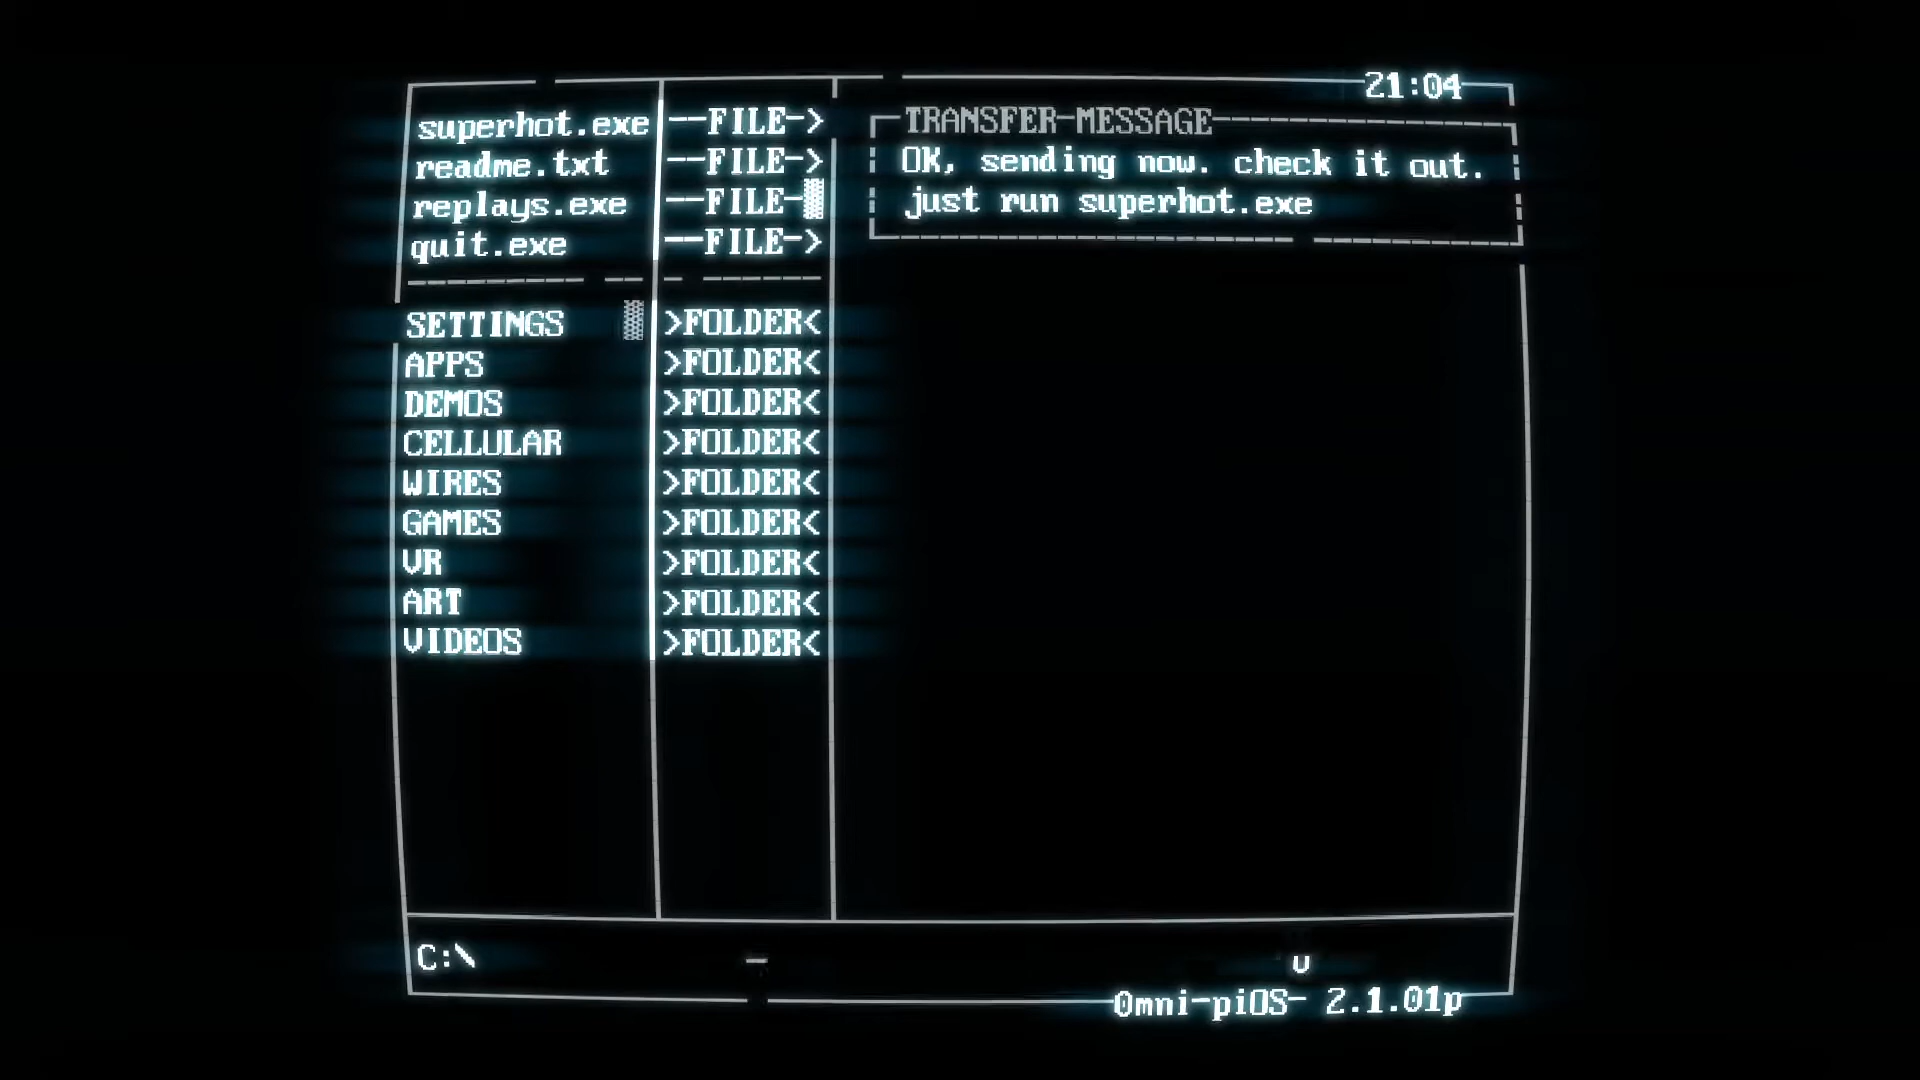 21:04
superhot.exe --FILE->
readme.txt --FILE->
replays.exe --FILE-
quit.exe --FILE->
SETTINGS >FOLDER<
APPS >FOLDER<
DEMOS >FOLDER<
CELLULAR >FOLDER<
WIRES >FOLDER<
GAMES >FOLDER<
VR >FOLDER<
ART >FOLDER<
VIDEOS >FOLDER<
TRANSFER-MESSAGE
OK, sending now. check it out.
just run superhot.exe
C:\
0mni-piOS- 2.1.01p